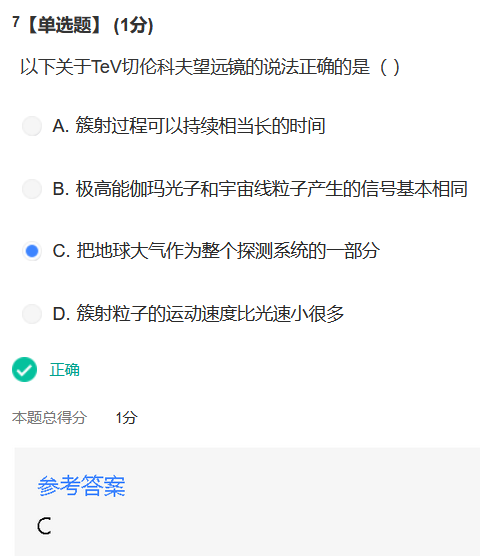 7【单选题】 (1分)
以下关于TeV切伦科夫望远镜的说法正确的是（ ）
A. 簇射过程可以持续相当长的时间
B. 极高能伽玛光子和宇宙线粒子产生的信号基本相同
C. 把地球大气作为整个探测系统的一部分
D. 簇射粒子的运动速度比光速小很多
正确
本题总得分 1分
参考答案
C